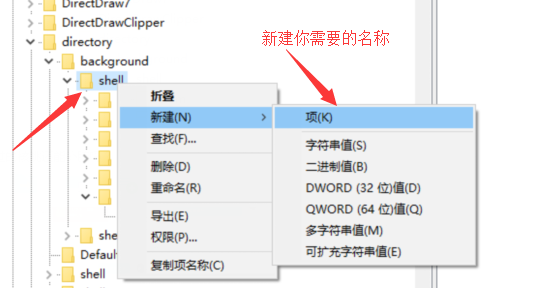 DirectDraw7
DirectDrawClipper
directory
background
shell
新建你需要的名称
折叠
新建(N)
查找(F)...
删除(D)
重命名(R)
导出(E)
权限(P)...
复制项名称(C)
项(K)
字符串值(S)
二进制值(B)
DWORD (32 位)值(D)
QWORD (64 位)值(Q)
多字符串值(M)
可扩充字符串值(E)
she
Defaul
shell